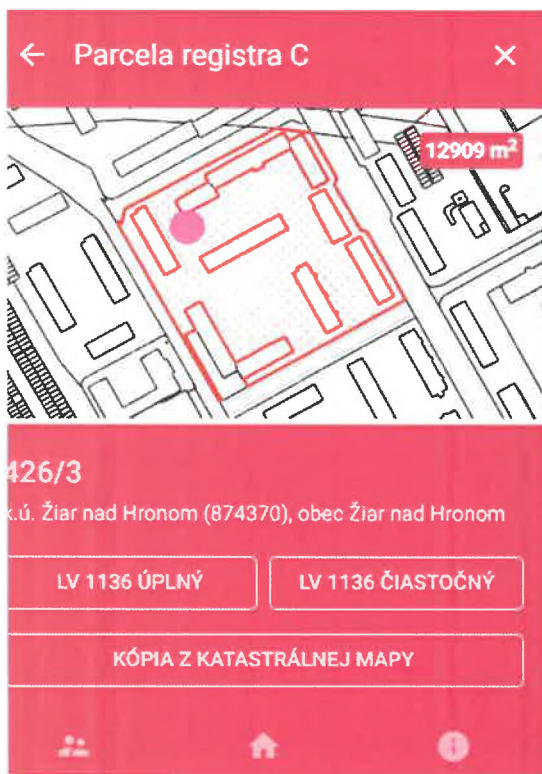 Parcela registra C
12909 m²
426/3
k.ú. Žiar nad Hronom (874370), obec Žiar nad Hronom
LV 1136 ÚPLNÝ
LV 1136 ČIASTOČNÝ
KÓPIA Z KATASTRÁLNEJ MAPY